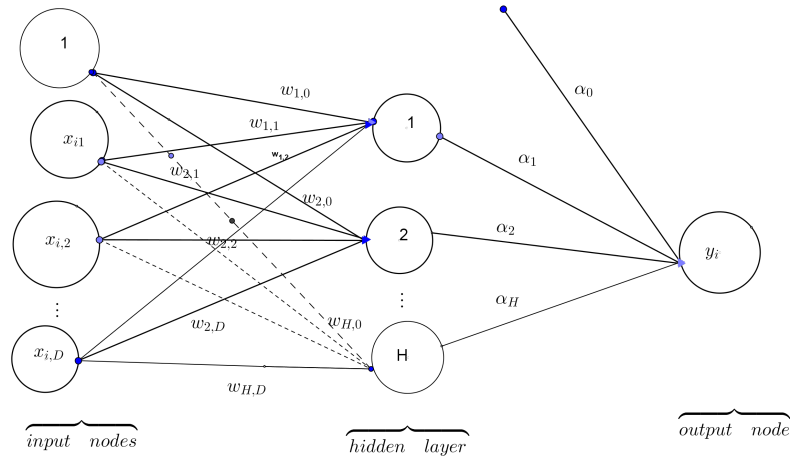 1
x_{i1}
x_{i,2}
⋮
x_{i,D}
input nodes
w_{1,0}
w_{1,1}
w_{1,2}
w_{2,1}
w_{2,0}
w_{2,2}
w_{2,D}
w_{H,0}
w_{H,D}
.1
2
⋮
H
hidden layer
α_0
α_1
α_2
α_H
y_i
output node